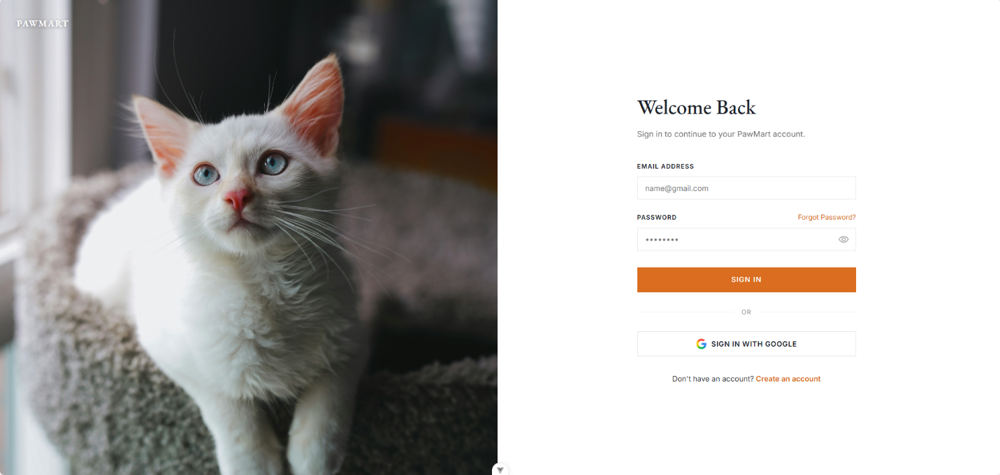 PAWMART
Welcome Back
Sign in to continue to your PawMart account.
EMAIL ADDRESS
name@gmail.com
PASSWORD
Forgot Password?
••••••••
SIGN IN
OR
SIGN IN WITH GOOGLE
Don't have an account? Create an account